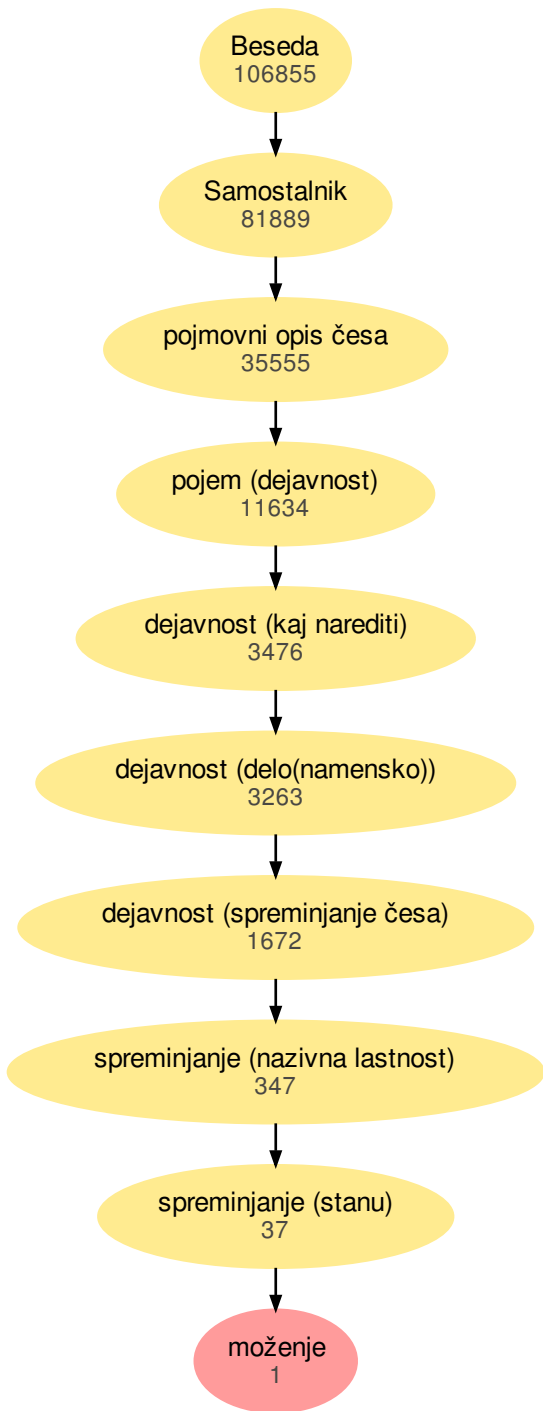 Beseda
106855
Samostalnik
81889
pojmovni opis česa
35555
pojem (dejavnost)
11634
dejavnost (kaj narediti)
3476
dejavnost (delo(namensko))
3263
dejavnost (spreminjanje česa)
1672
spreminjanje (nazivna lastnost)
347
spreminjanje (stanu)
37
moženje
1